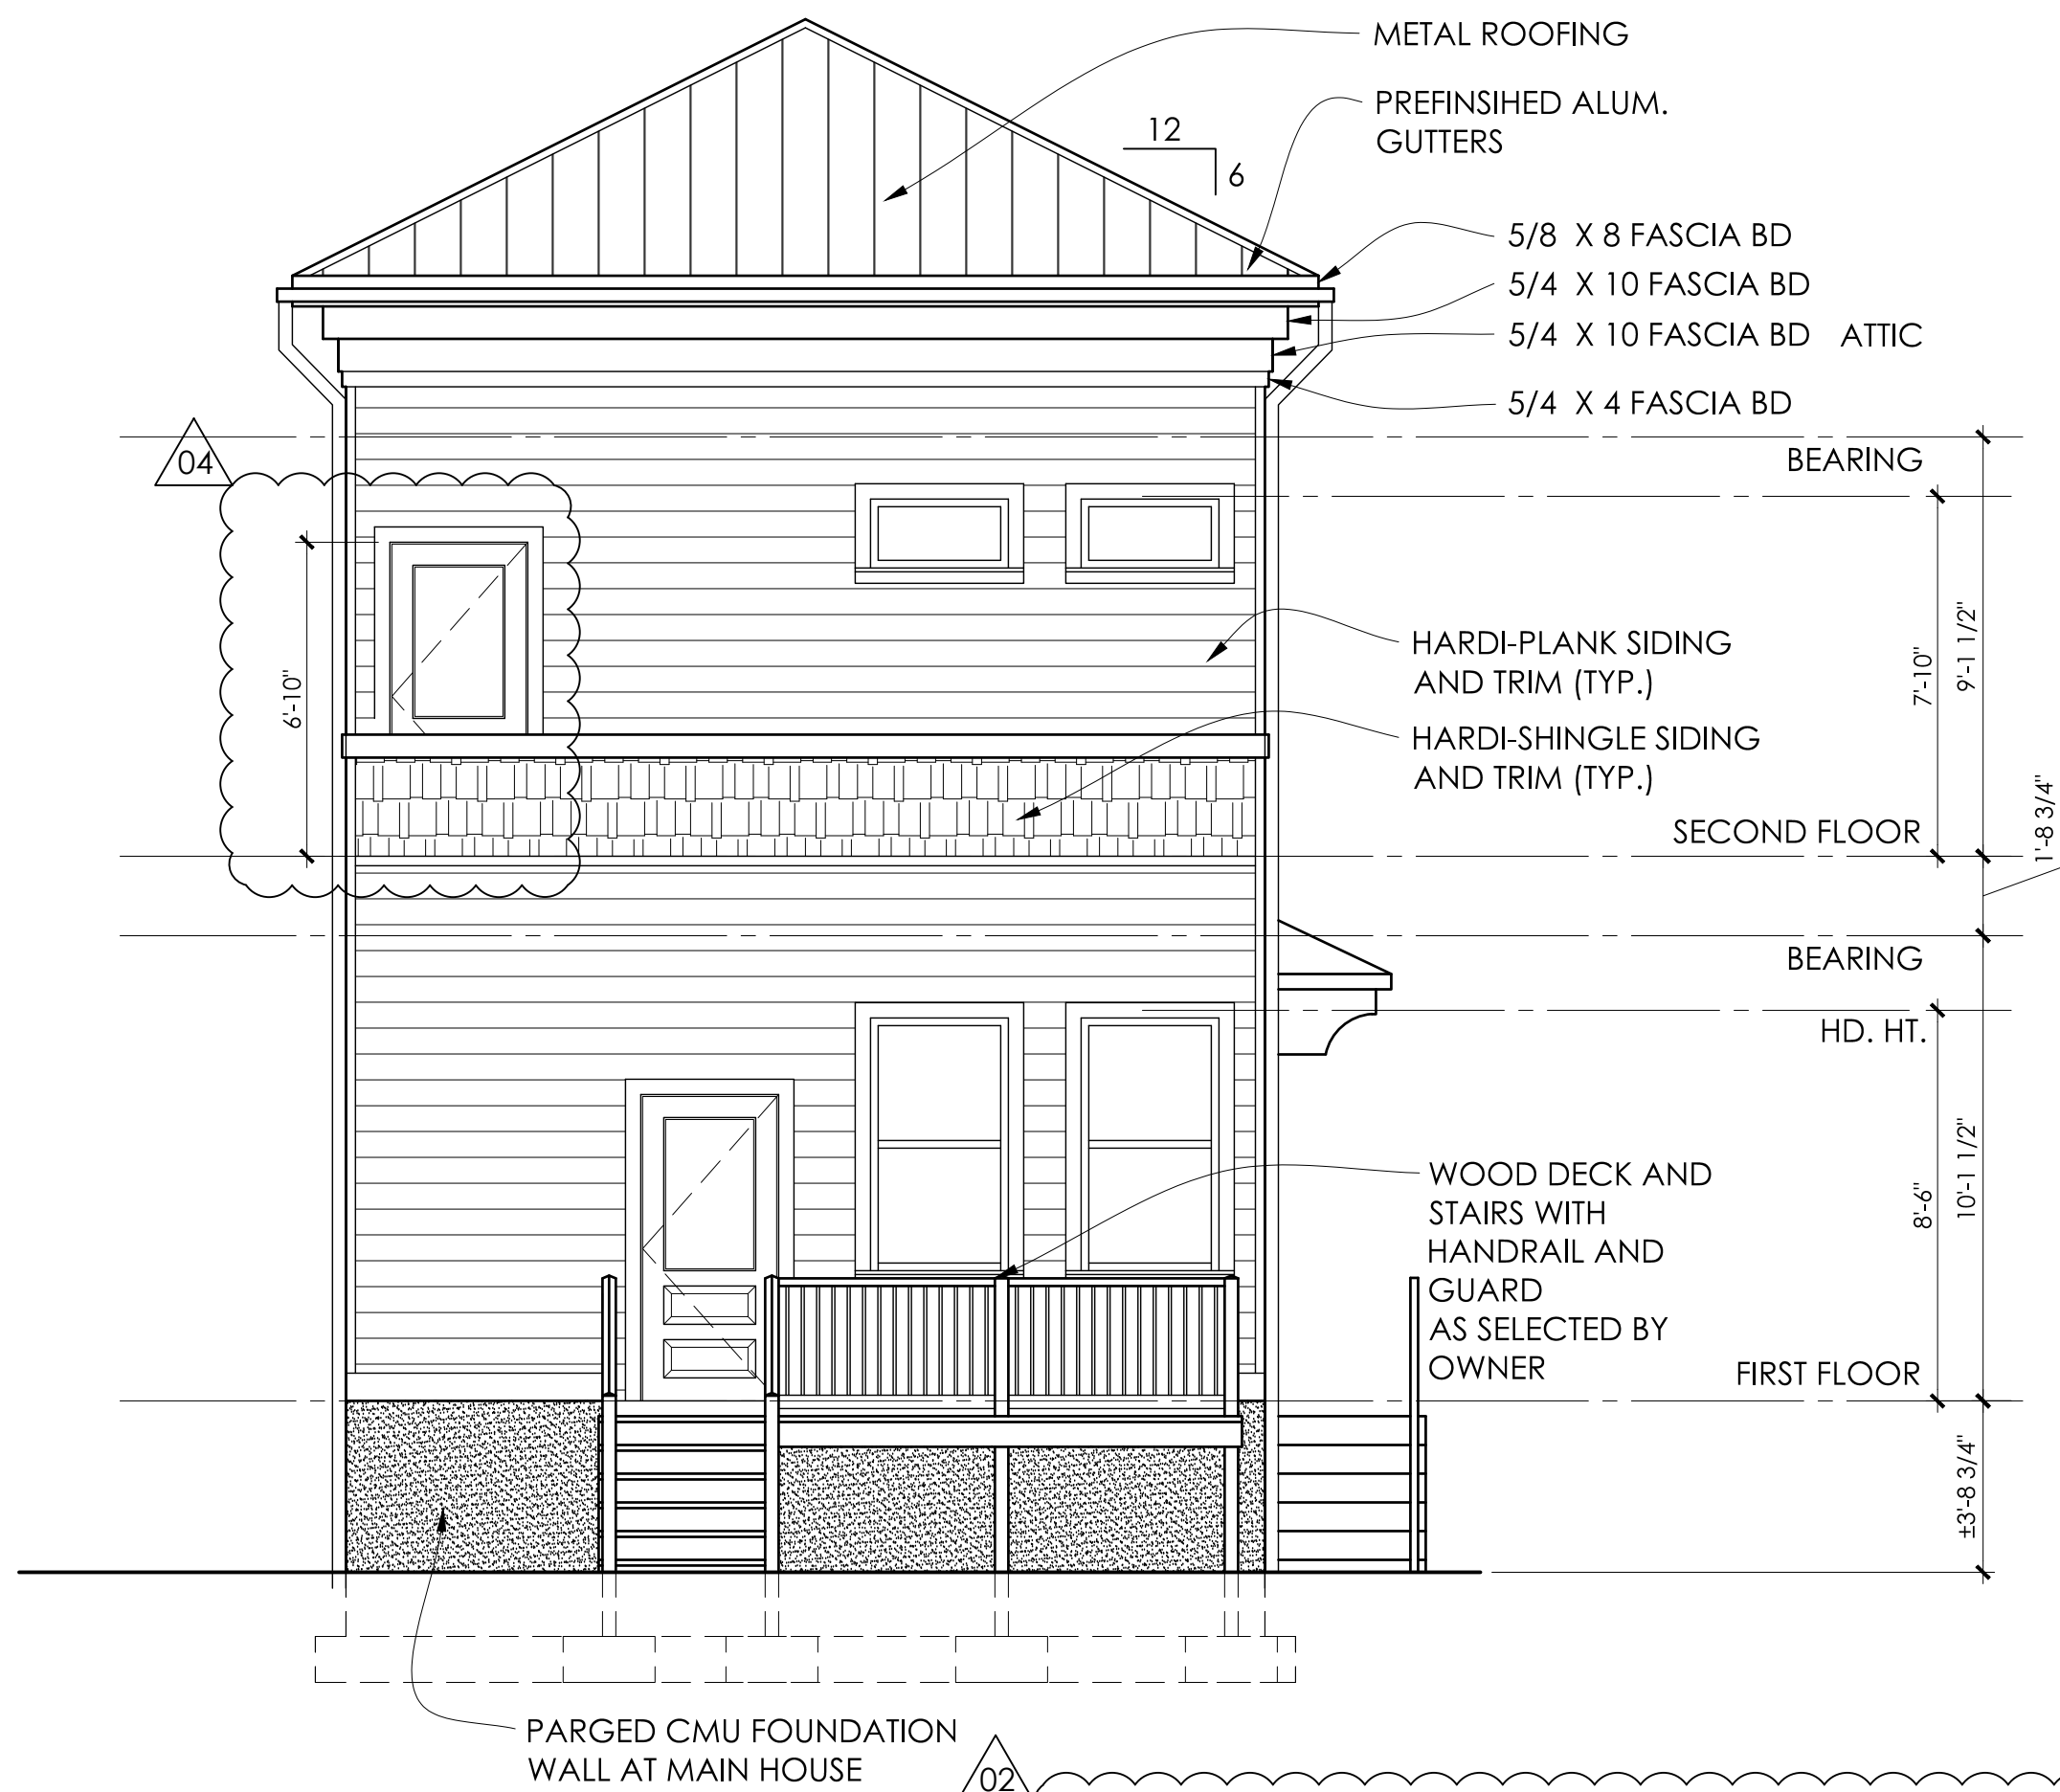 METAL ROOFING
PREFINSIHED ALUM.
GUTTERS
12
6
5/8 X 8 FASCIA BD
5/4 X 10 FASCIA BD
5/4 X 10 FASCIA BD ATTIC
5/4 X 4 FASCIA BD
04
BEARING
6'-10"
7'-10"
9'-1 1/2"
HARDI-PLANK SIDING
AND TRIM (TYP.)
HARDI-SHINGLE SIDING
AND TRIM (TYP.)
SECOND FLOOR
1'-8 3/4"
BEARING
HD. HT.
8'-6"
10'-1 1/2"
WOOD DECK AND
STAIRS WITH
HANDRAIL AND
GUARD
AS SELECTED BY
OWNER
FIRST FLOOR
±3'-8 3/4"
PARGED CMU FOUNDATION
WALL AT MAIN HOUSE
02